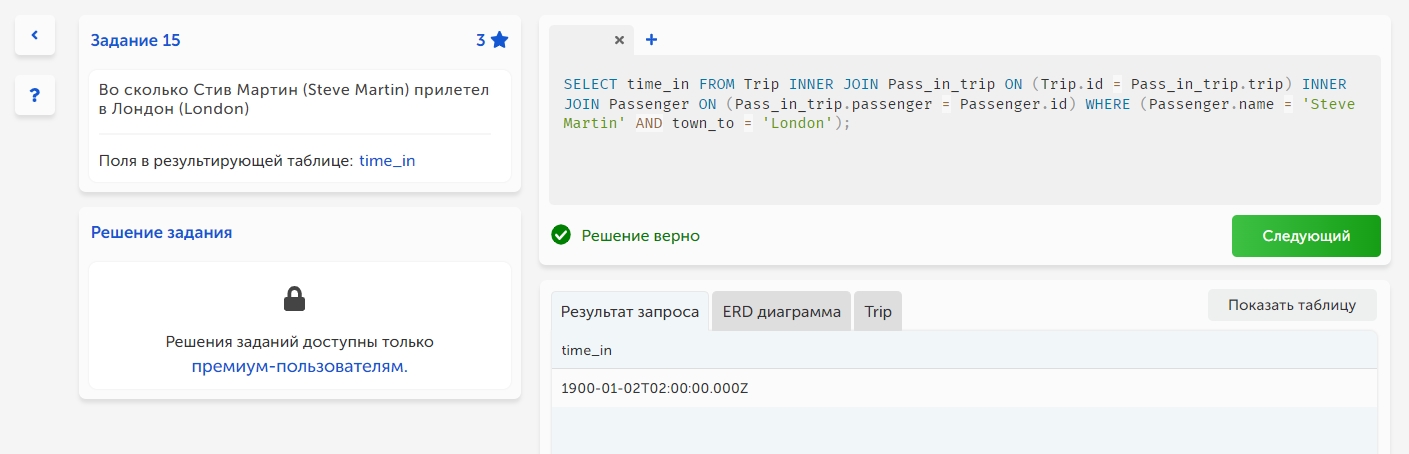 Задание 15
3
Во сколько Стив Мартин (Steve Martin) прилетел
в Лондон (London)
Поля в результирующей таблице: time_in
Решение задания
Решения заданий доступны только
премиум-пользователям.
SELECT time_in FROM Trip INNER JOIN Pass_in_trip ON (Trip.id = Pass_in_trip.trip) INNER
JOIN Passenger ON (Pass_in_trip.passenger = Passenger.id) WHERE (Passenger.name = 'Steve
Martin' AND town_to = 'London');
Решение верно
Следующий
Результат запроса
ERD диаграмма
Trip
Показать таблицу
time_in
1900-01-02T02:00:00.000Z